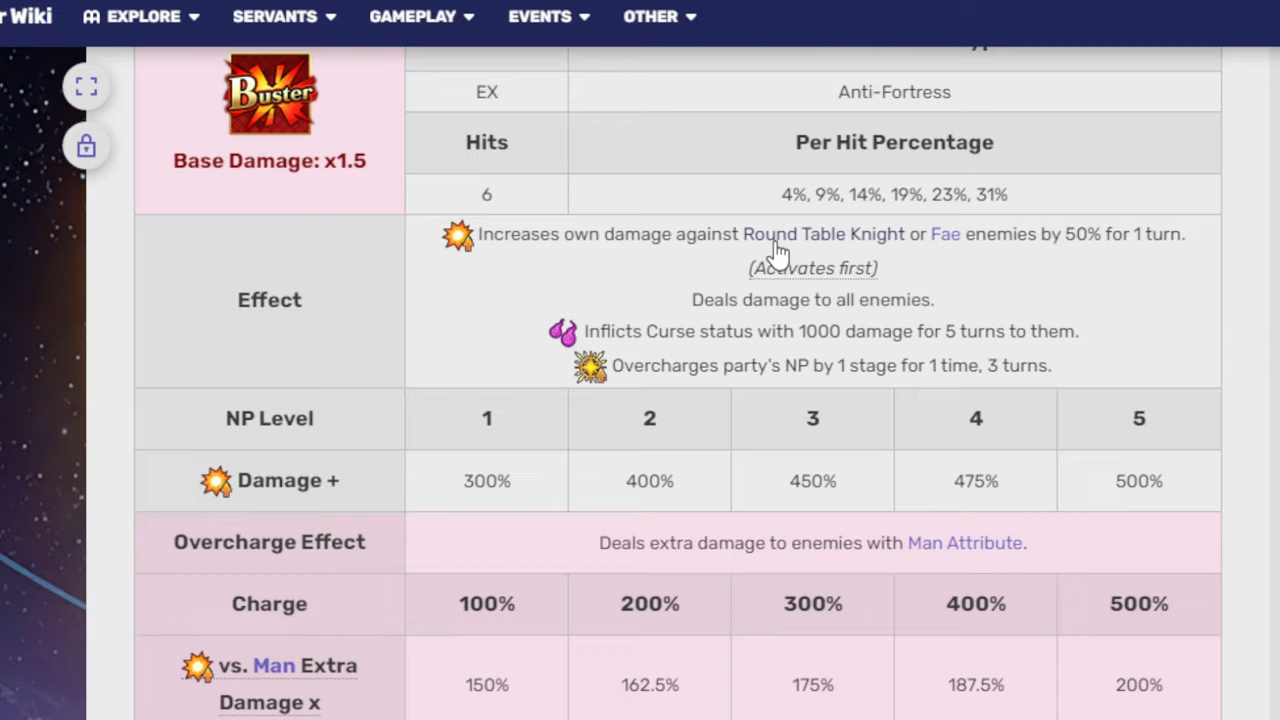 r Wiki EXPLORE SERVANTS GAMEPLAY EVENTS OTHER
Buster
Base Damage: x1.5
EX Anti-Fortress
Hits Per Hit Percentage
6 4%, 9%, 14%, 19%, 23%, 31%
Effect
Increases own damage against Round Table Knight or Fae enemies by 50% for 1 turn.
(Activates first)
Deals damage to all enemies.
Inflicts Curse status with 1000 damage for 5 turns to them.
Overcharges party's NP by 1 stage for 1 time, 3 turns.
NP Level 1 2 3 4 5
Damage + 300% 400% 450% 475% 500%
Overcharge Effect Deals extra damage to enemies with Man Attribute.
Charge 100% 200% 300% 400% 500%
vs. Man Extra
Damage x
150% 162.5% 175% 187.5% 200%